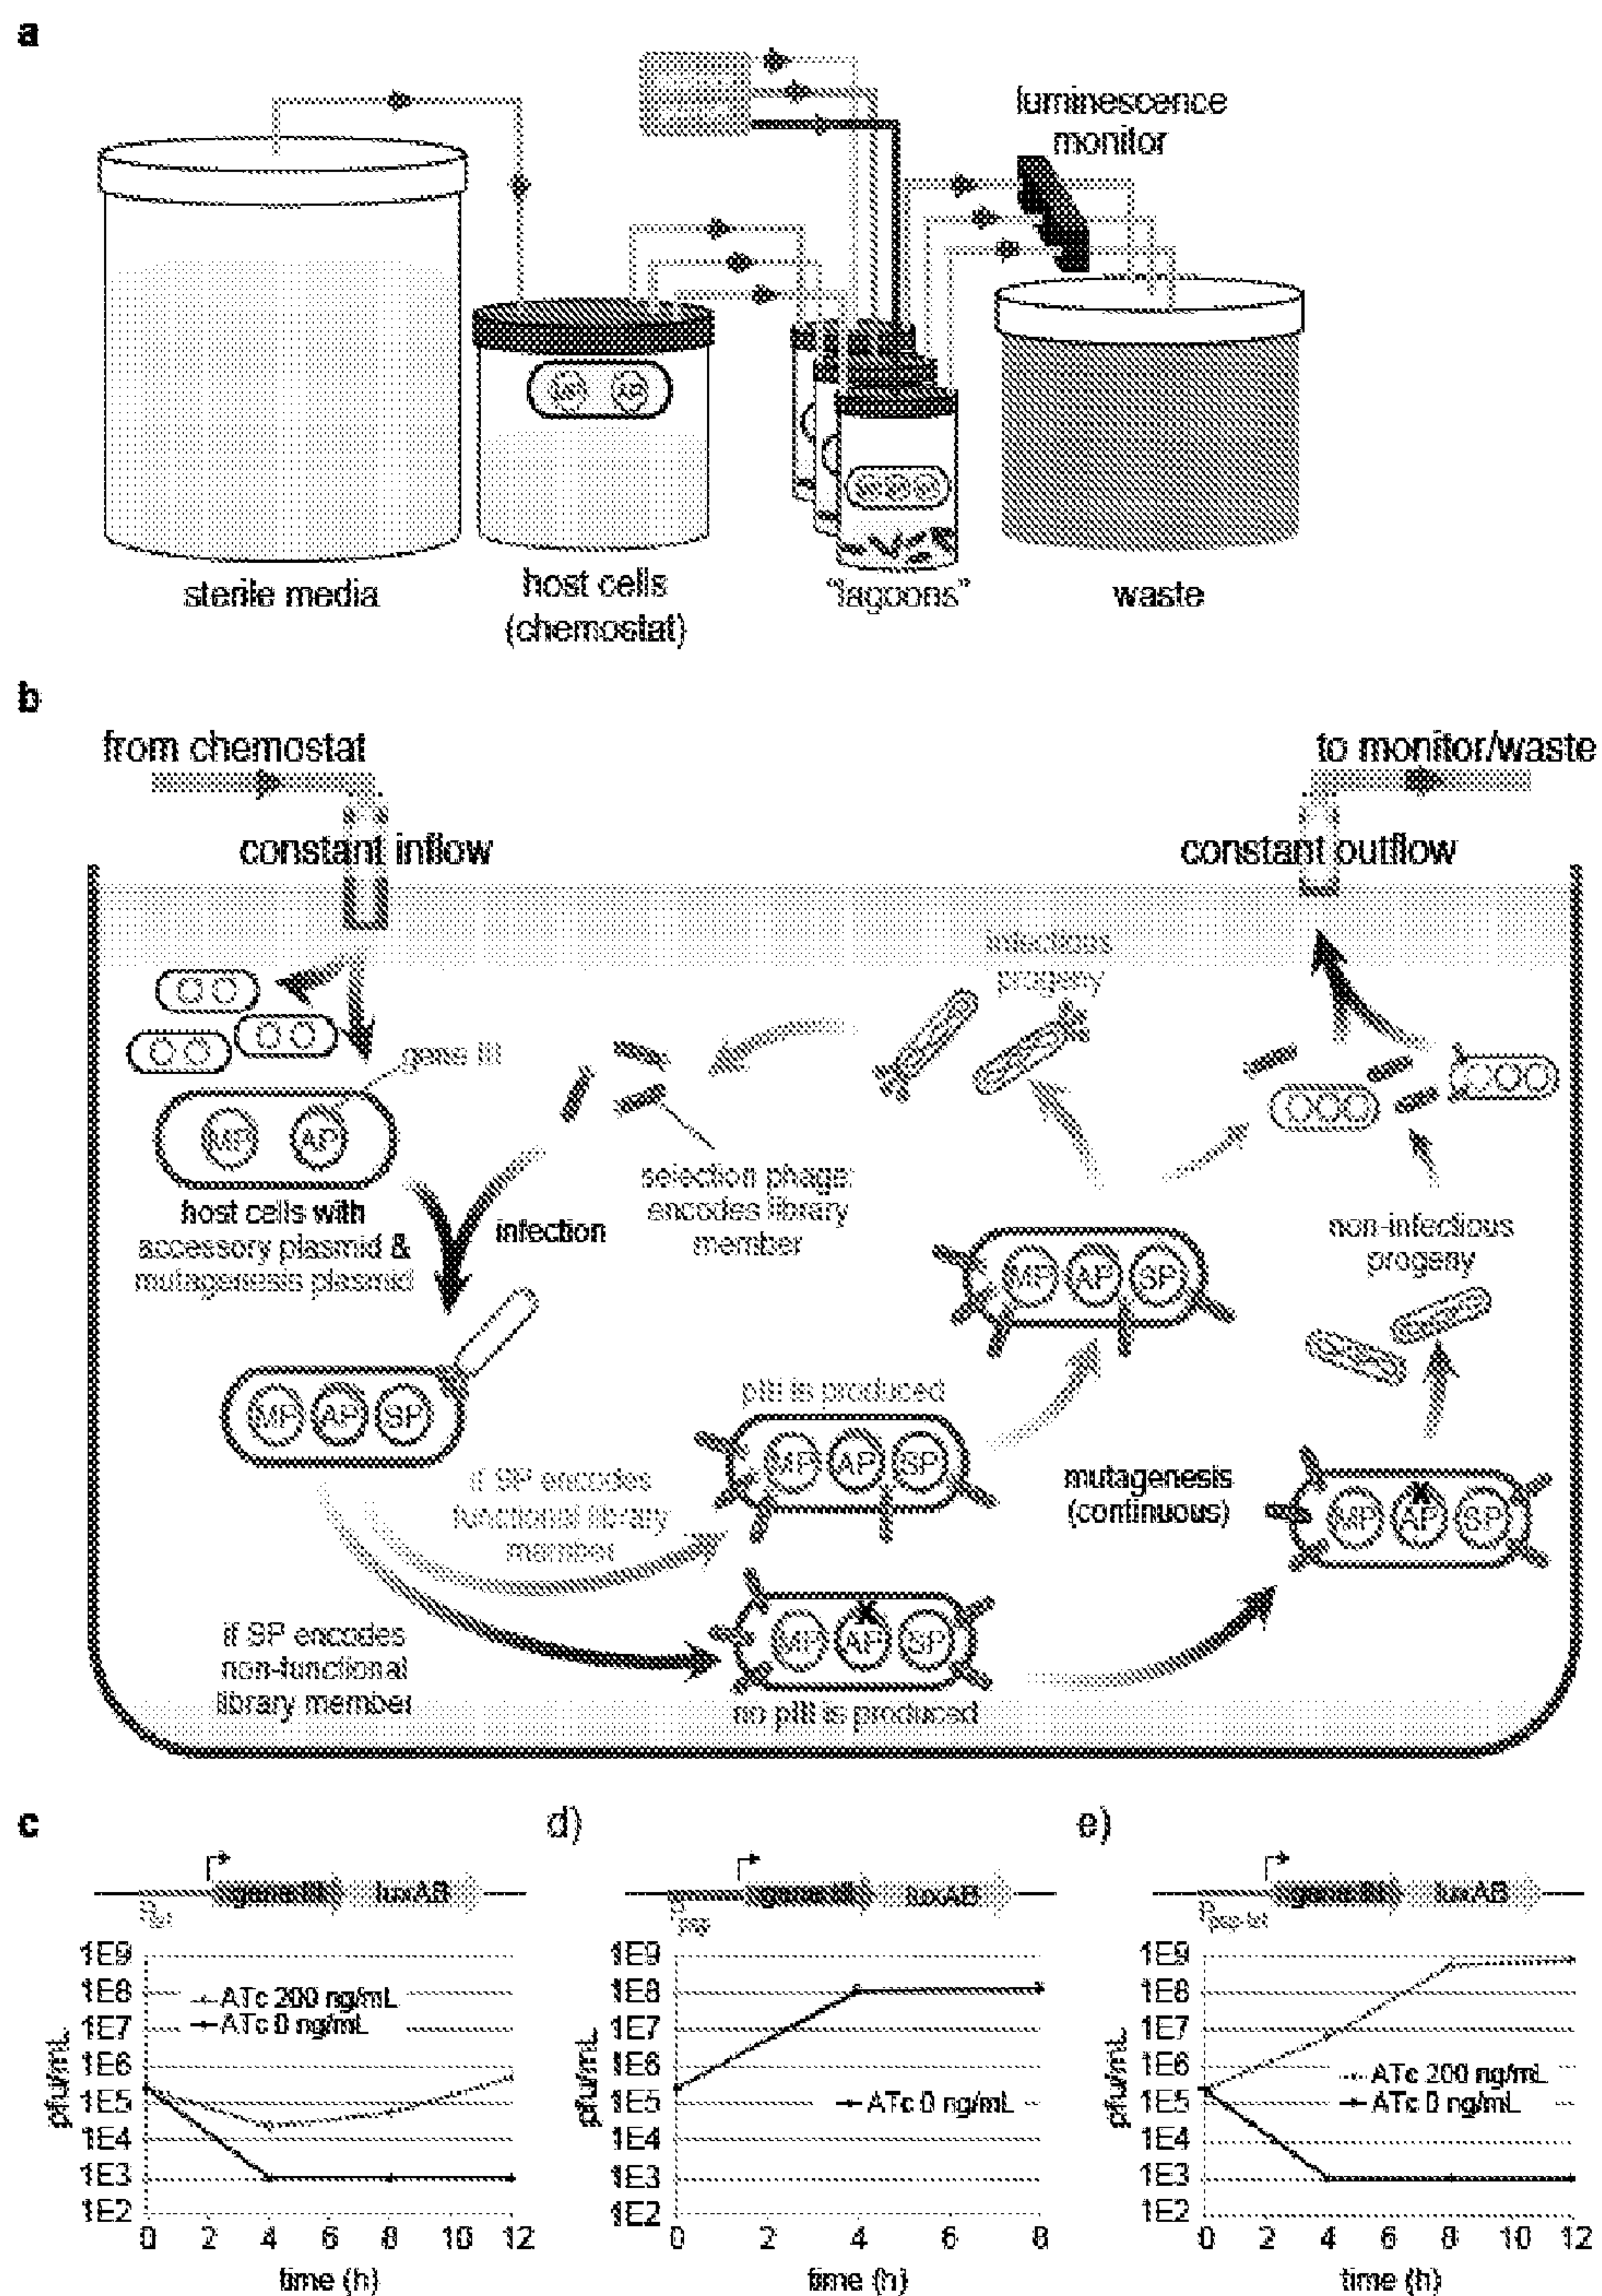 a
luminescence
monitor
AP
sterile media
host cells
(chemostat)
"lagoons"
waste
b
from chemostat
to monitor/waste
constant inflow
constant outflow
infectious
progeny
gene III
MP AP
host cells with
accessory plasmid &
mutagenesis plasmid
infection
selection phage:
encodes library
member
MP AP SP
non-infectious
progeny
MP AP SP
pIII is produced
MP AP SP
if SP encodes
functional library
member
mutagenesis
(continuous)
MP AP SP
x
if SP encodes
non-functional
library member
MP AP SP
x
no pIII is produced
c
d)
e)
gene III luxAB
Ptet
gene III luxAB
Ppsp
gene III luxAB
Ppsp-tet
pfu/mL
1E9
1E8
1E7
1E6
1E5
1E4
1E3
1E2
ATc 200 ng/mL
ATc 0 ng/mL
0 2 4 6 8 10 12
time (h)
pfu/mL
1E9
1E8
1E7
1E6
1E5
1E4
1E3
1E2
ATc 0 ng/mL
0 2 4 6 8
time (h)
pfu/mL
1E9
1E8
1E7
1E6
1E5
1E4
1E3
1E2
ATc 200 ng/mL
ATc 0 ng/mL
0 2 4 6 8 10 12
time (h)